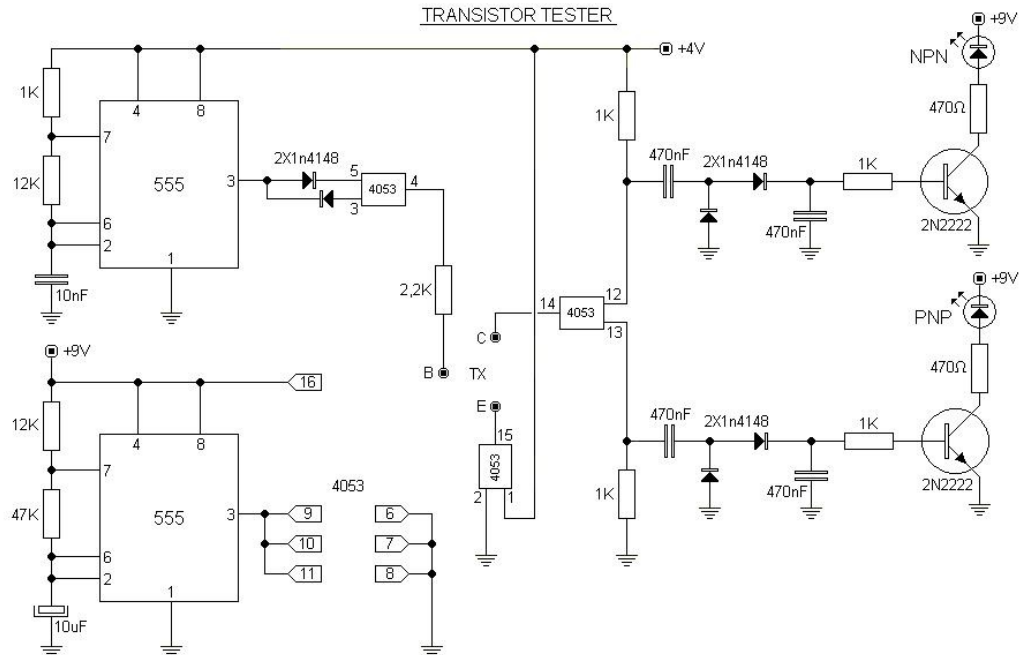 TRANSISTOR TESTER
+9V
NPN
470Ω
+4V
1K
4
8
7
1K
2X1n4148
470nF
2X1n4148
1K
12K
555
3
5
4053
4
3
2N2222
6
2
470nF
1
10nF
2,2K
12
14
4053
13
+9V
PNP
470Ω
C
B
TX
E
+9V
16
12K
4
8
15
4053
2
1
470nF
2X1n4148
1K
7
4053
1K
470nF
2N2222
47K
555
3
9
6
10
7
11
8
6
2
1
10uF